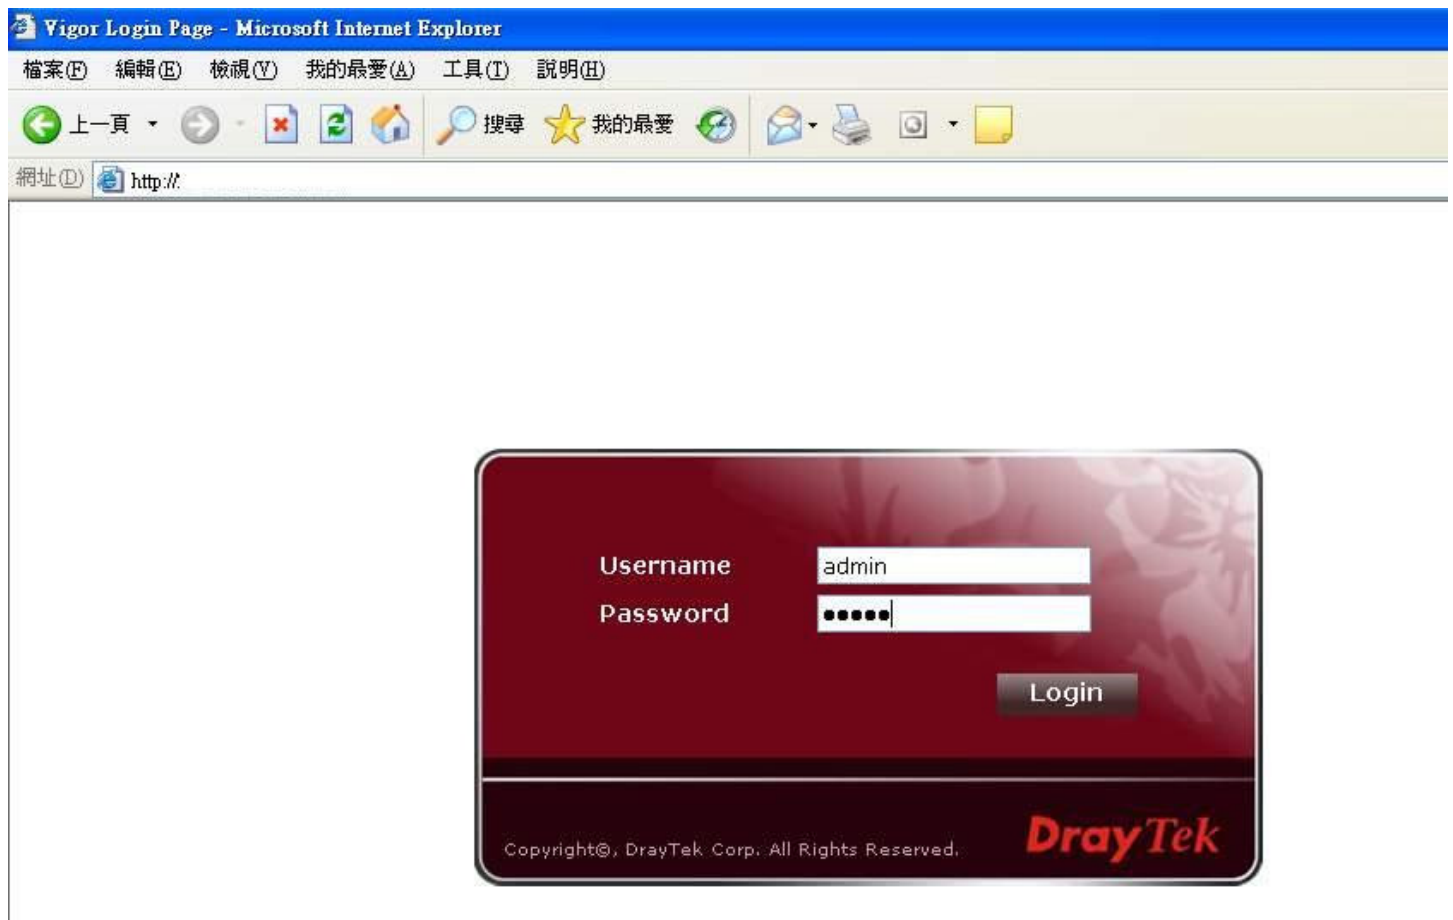 Vigor Login Page - Microsoft Internet Explorer
檔案(F) 編輯(E) 檢視(V) 我的最愛(A) 工具(T) 說明(H)
上一頁 搜尋 我的最愛
網址(D) http://
Username admin
Password •••••
Login
Copyright©, DrayTek Corp. All Rights Reserved. DrayTek